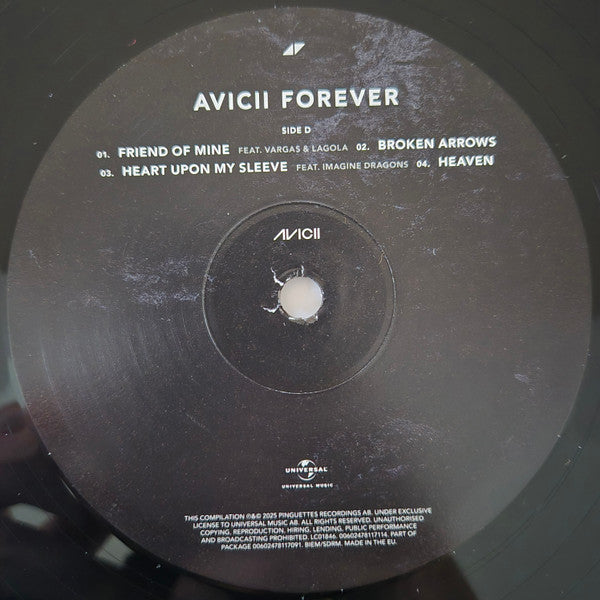 AVICII FOREVER
SIDE D
01. FRIEND OF MINE FEAT. VARGAS & LAGOLA 02. BROKEN ARROWS
03. HEART UPON MY SLEEVE FEAT. IMAGINE DRAGONS 04. HEAVEN
AVICII
UNIVERSAL
UNIVERSAL MUSIC
THIS COMPILATION ℗&© 2025 PINGUETTES RECORDINGS AB. UNDER EXCLUSIVE
LICENSE TO UNIVERSAL MUSIC AB. ALL RIGHTS RESERVED. UNAUTHORISED
COPYING, REPRODUCTION, HIRING, LENDING, PUBLIC PERFORMANCE
AND BROADCASTING PROHIBITED. LC01846. 00602478117114. PART OF
PACKAGE 00602478117091. BIEM/SDRM. MADE IN THE EU.